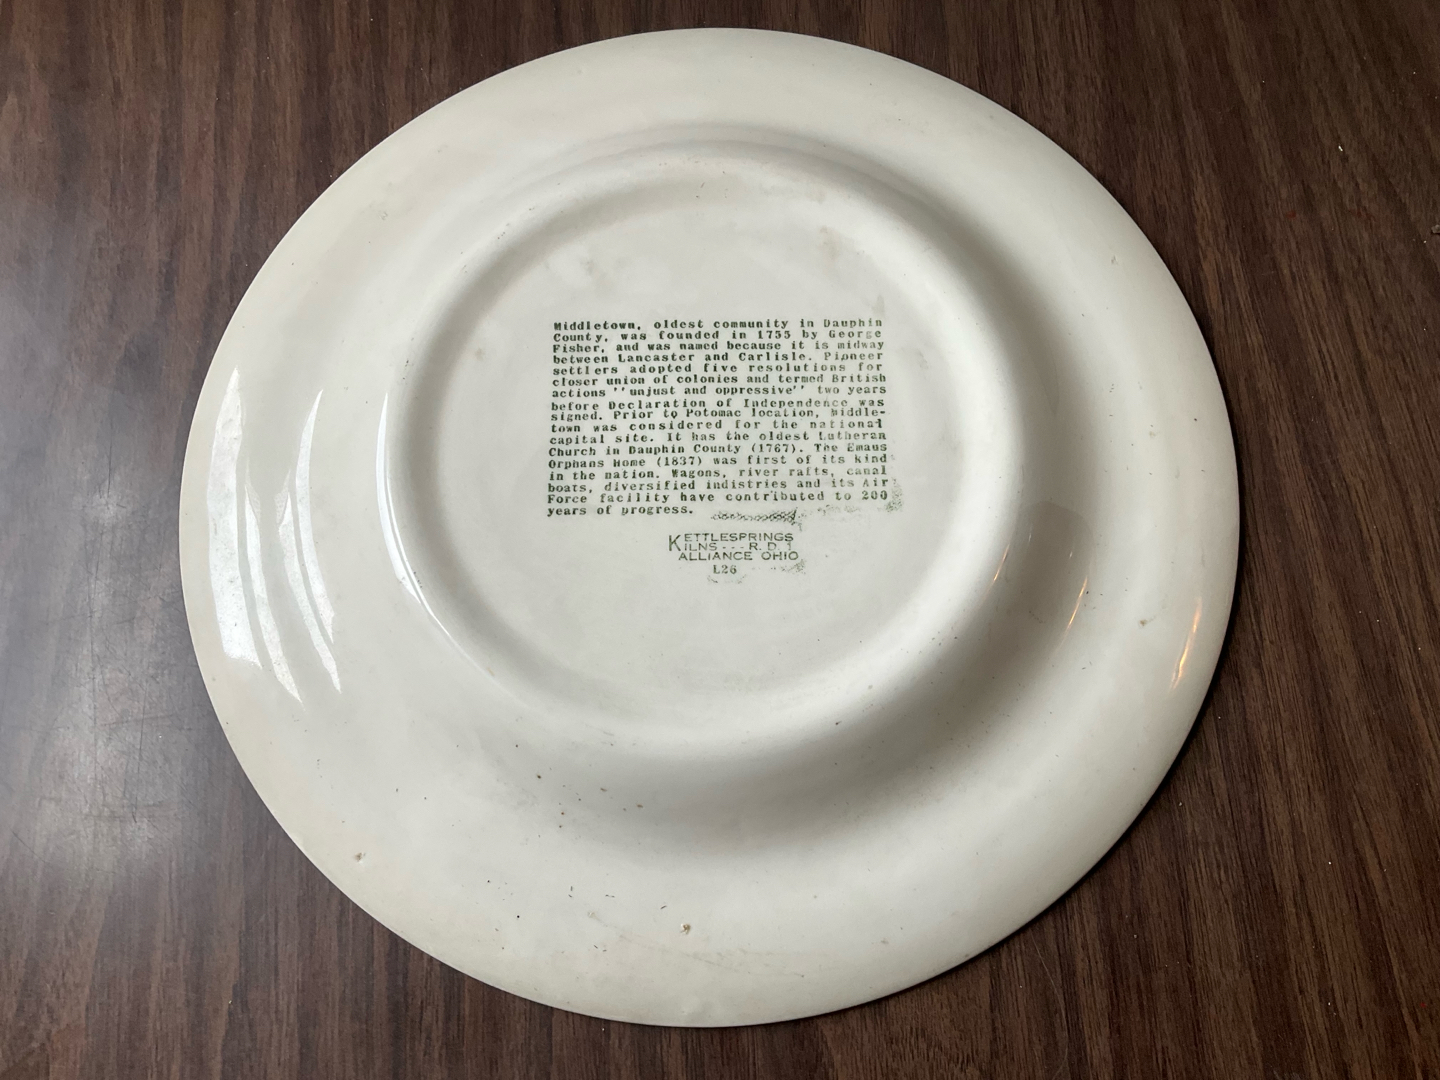 Middletown, oldest community in Dauphin
County, was founded in 1755 by George
Fisher, and was named because it is midway
between Lancaster and Carlisle. Pioneer
settlers adopted five resolutions for
closer union of colonies and termed British
actions "unjust and oppressive" two years
before Declaration of Independence was
signed. Prior to Potomac location, Middle-
town was considered for the national
capital site. It has the oldest Lutheran
Church in Dauphin County (1767). The Emaus
Orphans Home (1837) was first of its kind
in the nation. Wagons, river rafts, canal
boats, diversified indistries and its Air
Force facility have contributed to 200
years of progress.
KETTLESPRINGS
KILNS --- R. D. 1
ALLIANCE OHIO
L26